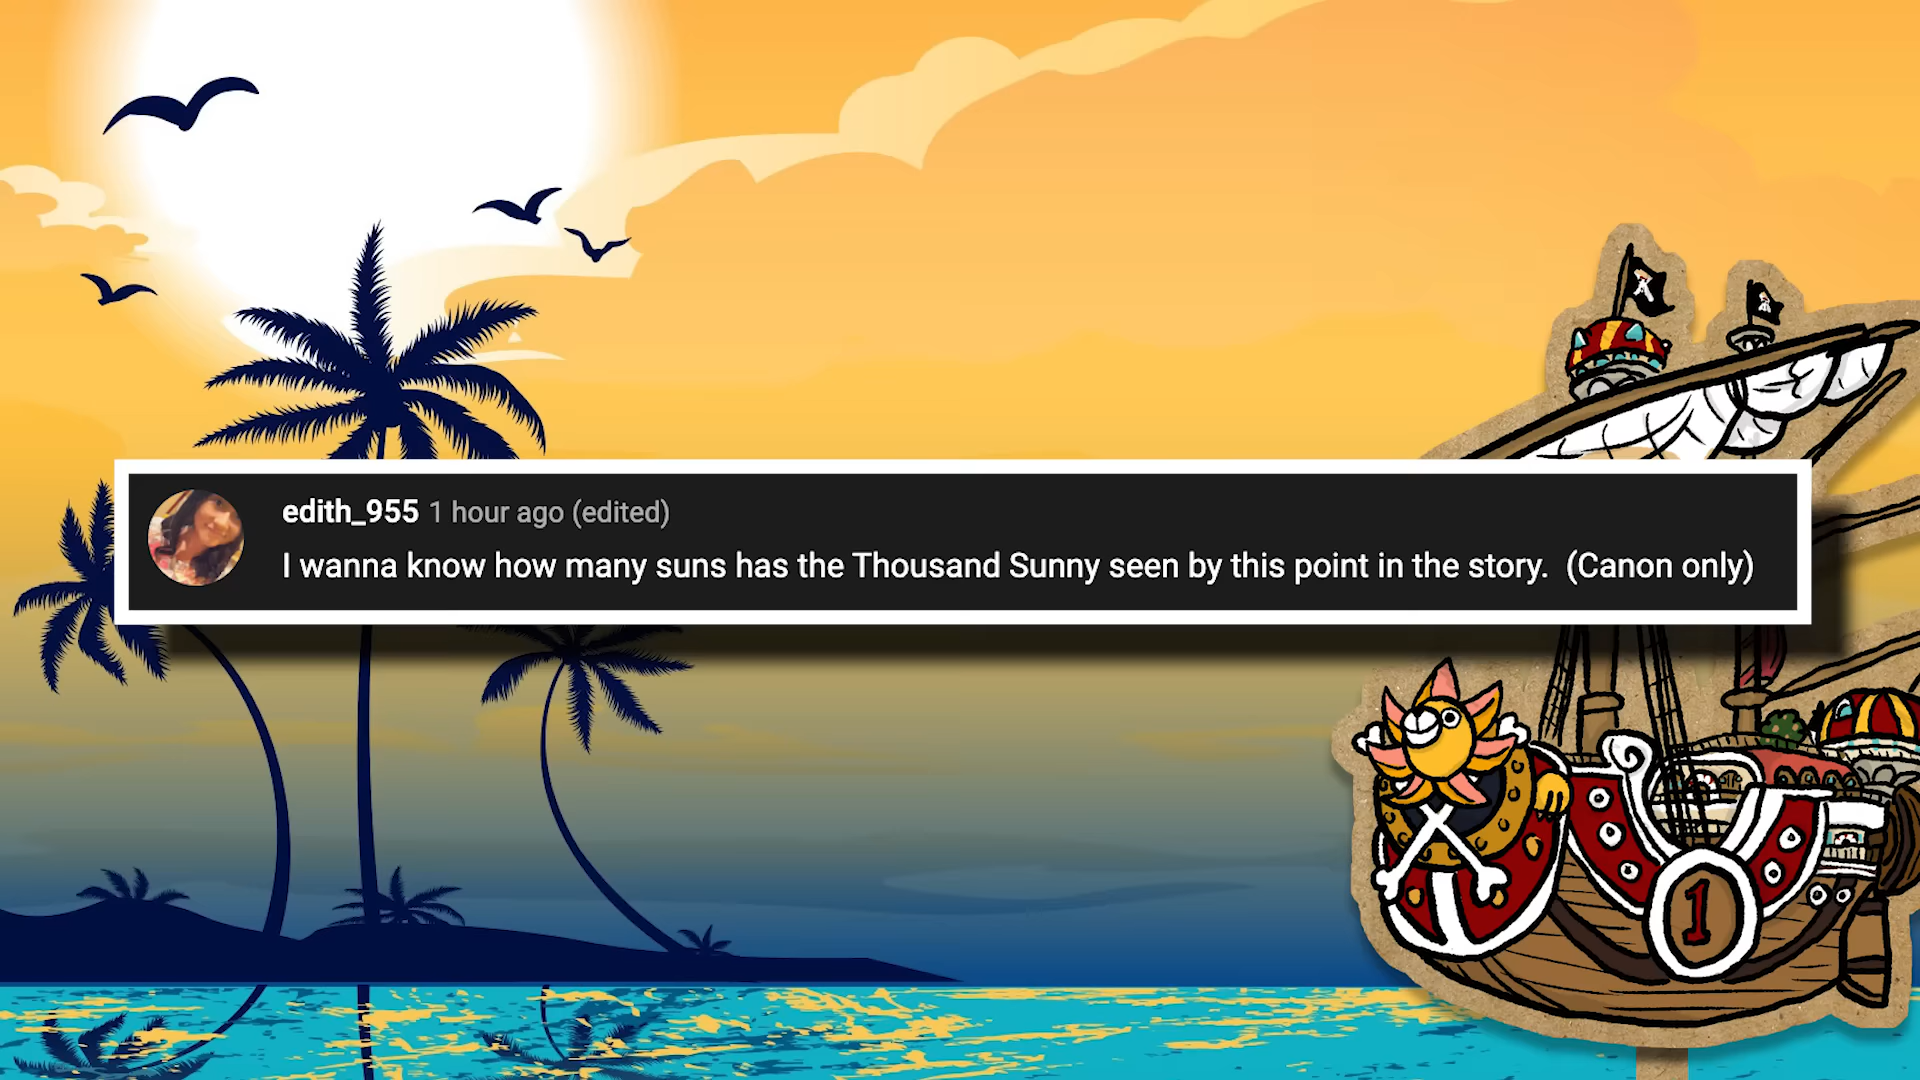 edith_955 1 hour ago (edited)
I wanna know how many suns has the Thousand Sunny seen by this point in the story.  (Canon only)
1